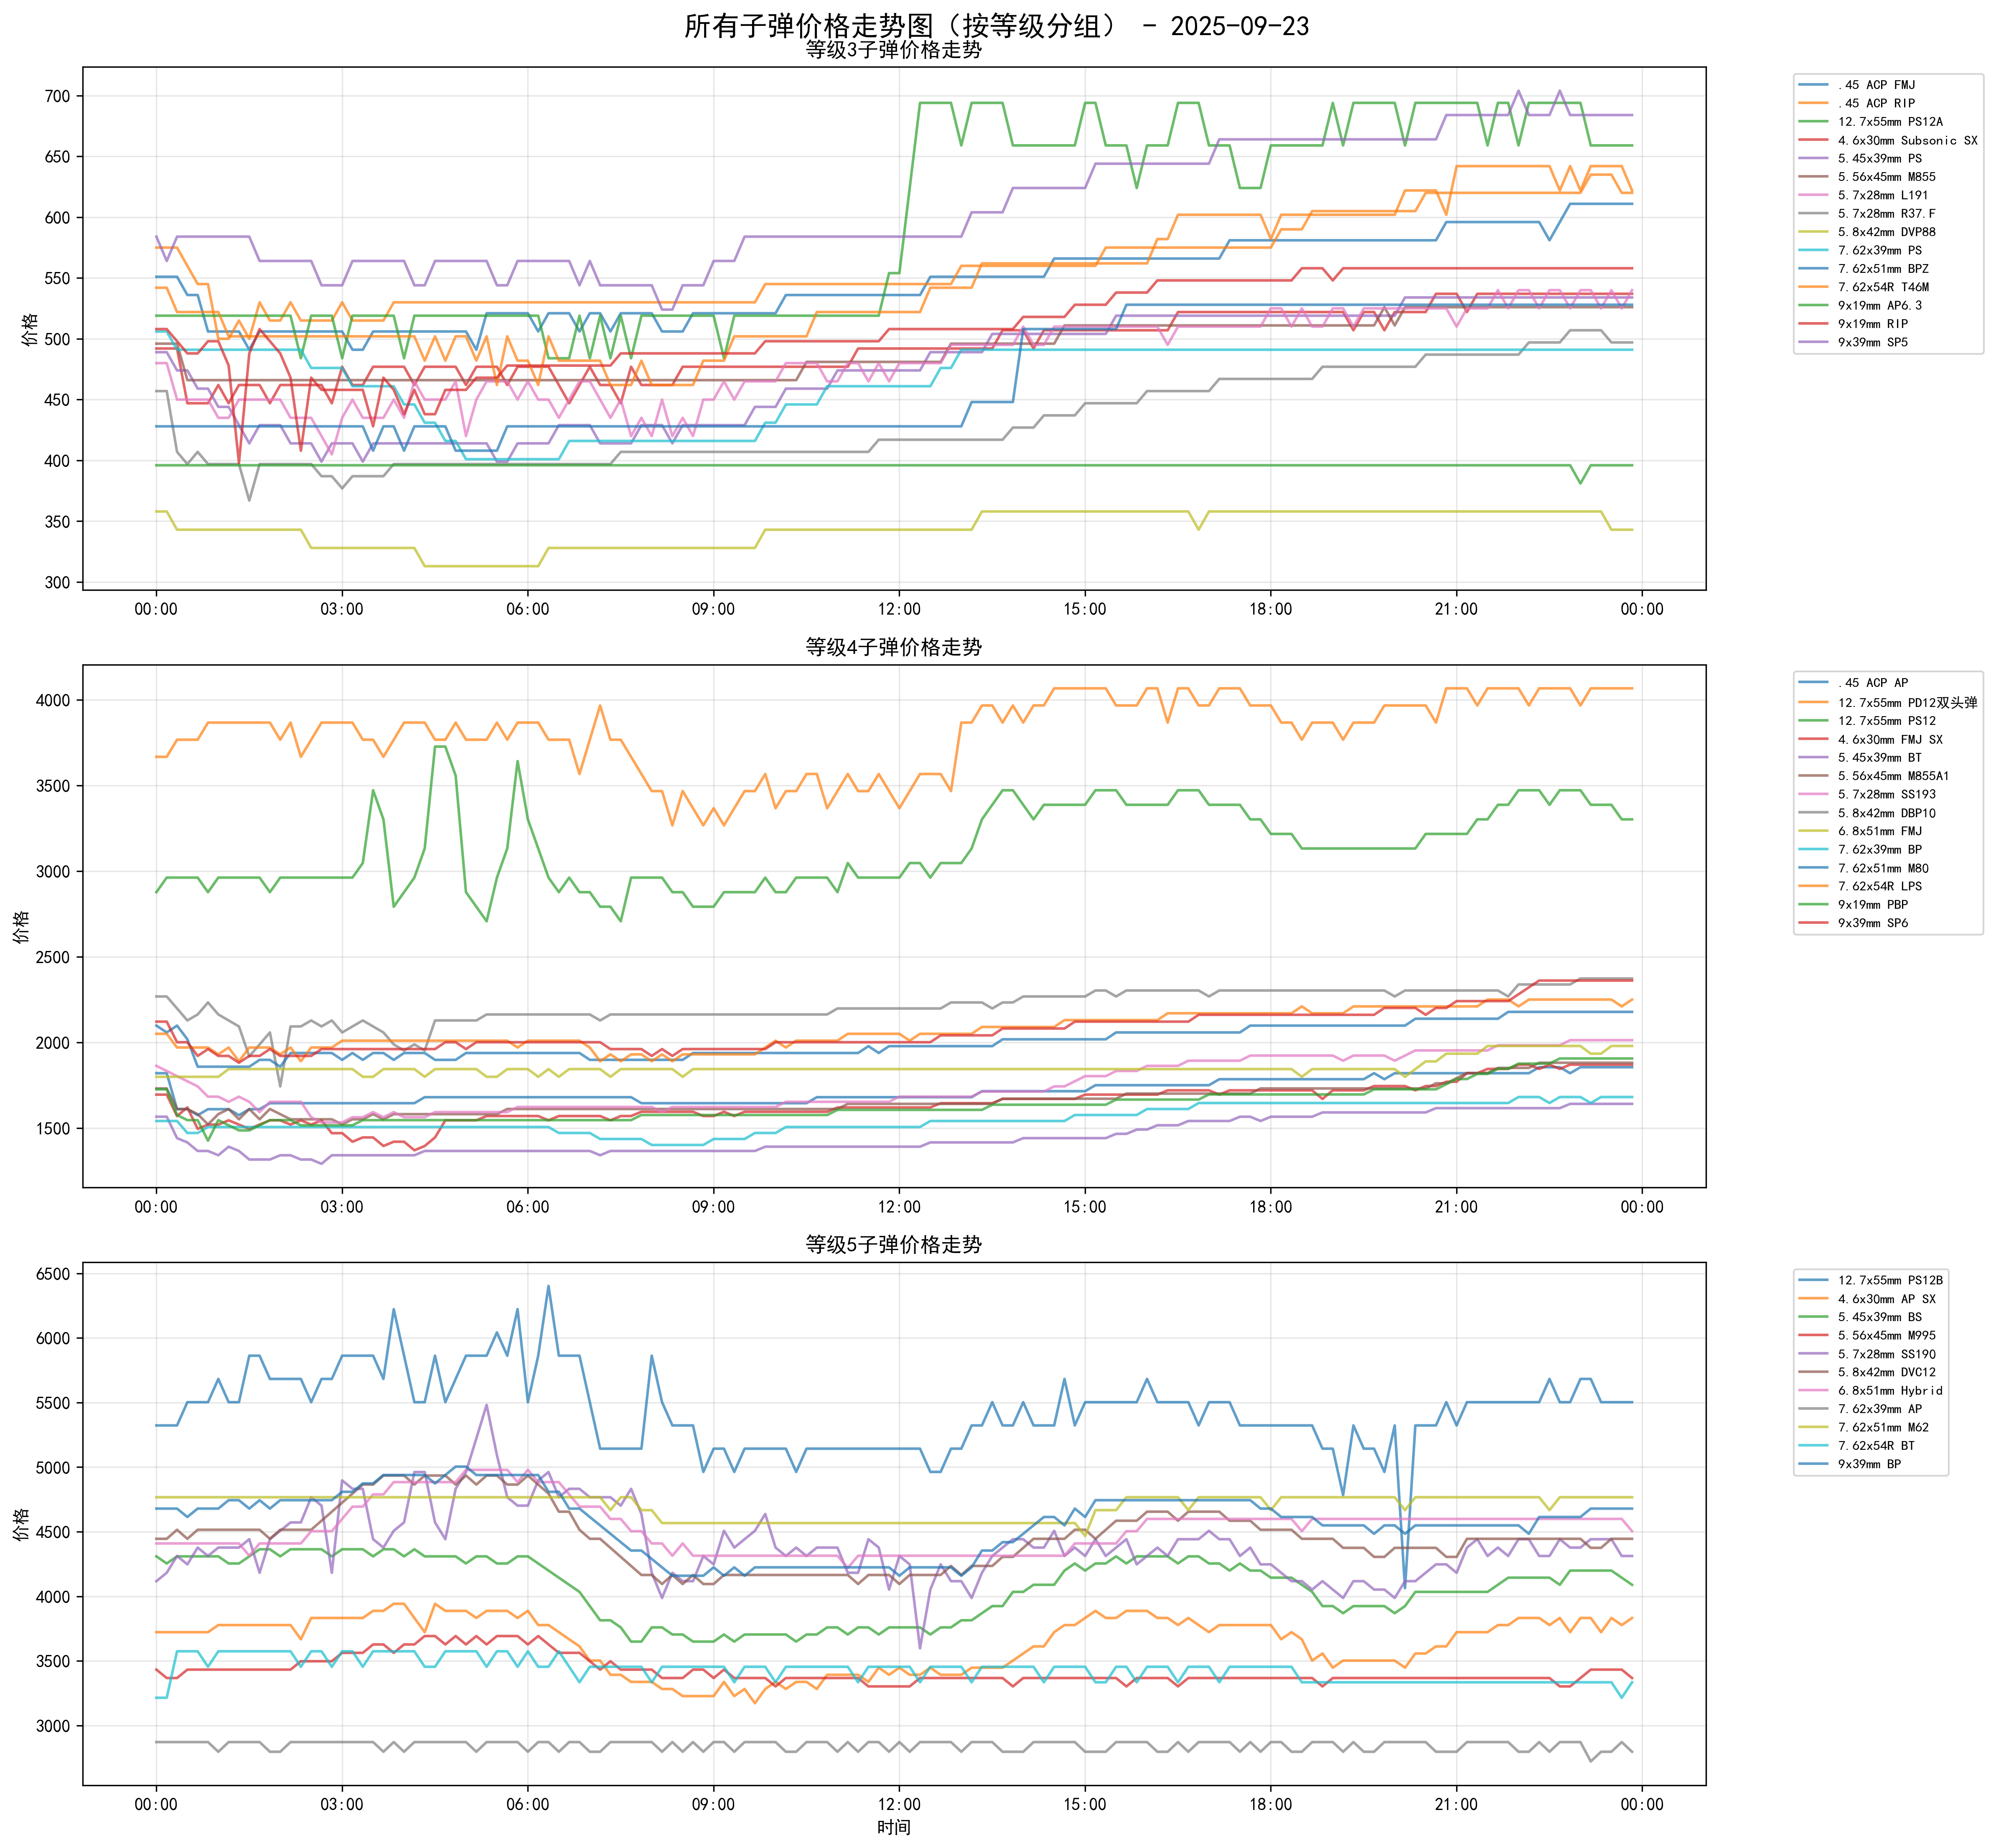 所有子弹价格走势图（按等级分组） - 2025-09-23
等级3子弹价格走势
700
650
600
550
500
450
400
350
300
价格
00:00 03:00 06:00 09:00 12:00 15:00 18:00 21:00 00:00
.45 ACP FMJ
.45 ACP RIP
12.7x55mm PS12A
4.6x30mm Subsonic SX
5.45x39mm PS
5.56x45mm M855
5.7x28mm L191
5.7x28mm R37.F
5.8x42mm DVP88
7.62x39mm PS
7.62x51mm BPZ
7.62x54R T46M
9x19mm AP6.3
9x19mm RIP
9x39mm SP5
等级4子弹价格走势
4000
3500
3000
2500
2000
1500
价格
00:00 03:00 06:00 09:00 12:00 15:00 18:00 21:00 00:00
.45 ACP AP
12.7x55mm PD12双头弹
12.7x55mm PS12
4.6x30mm FMJ SX
5.45x39mm BT
5.56x45mm M855A1
5.7x28mm SS193
5.8x42mm DBP10
6.8x51mm FMJ
7.62x39mm BP
7.62x51mm M80
7.62x54R LPS
9x19mm PBP
9x39mm SP6
等级5子弹价格走势
6500
6000
5500
5000
4500
4000
3500
3000
价格
00:00 03:00 06:00 09:00 12:00 15:00 18:00 21:00 00:00
时间
12.7x55mm PS12B
4.6x30mm AP SX
5.45x39mm BS
5.56x45mm M995
5.7x28mm SS190
5.8x42mm DVC12
6.8x51mm Hybrid
7.62x39mm AP
7.62x51mm M62
7.62x54R BT
9x39mm BP